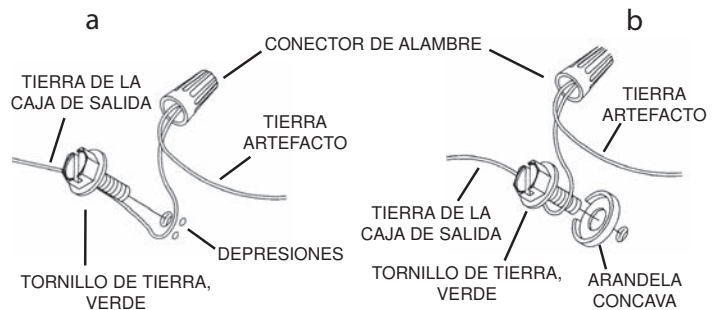 a
b
CONECTOR DE ALAMBRE
TIERRA DE LA
CAJA DE SALIDA
TIERRA
ARTEFACTO
DEPRESIONES
TORNILLO DE TIERRA,
VERDE
TIERRA
ARTEFACTO
TIERRA DE LA
CAJA DE SALIDA
TORNILLO DE TIERRA,
VERDE
ARANDELA
CONCAVA